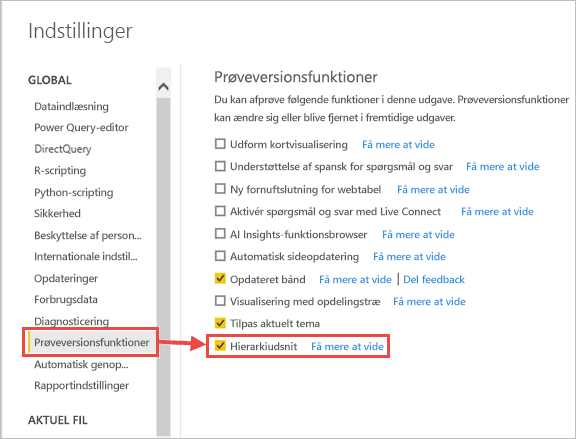 Indstillinger
GLOBAL
Dataindlæsning
Power Query-editor
DirectQuery
R-scripting
Python-scripting
Sikkerhed
Beskyttelse af person...
Internationale indstil...
Opdateringer
Forbrugsdata
Diagnosticering
Prøveversionsfunktioner
Automatisk genop...
Rapportindstillinger
AKTUEL FIL
Prøveversionsfunktioner
Du kan afprøve følgende funktioner i denne udgave. Prøveversionsfunktioner
kan ændre sig eller blive fjernet i fremtidige udgaver.
Udform kortvisualisering Få mere at vide
Understøttelse af spansk for spørgsmål og svar Få mere at vide
Ny fornuftslutning for webtabel Få mere at vide
Aktivér spørgsmål og svar med Live Connect Få mere at vide
AI Insights-funktionsbrowser Få mere at vide
Automatisk sideopdatering Få mere at vide
Opdateret bånd Få mere at vide | Del feedback
Visualisering med opdelingstræ Få mere at vide
Tilpas aktuelt tema
Hierarkiudsnit Få mere at vide